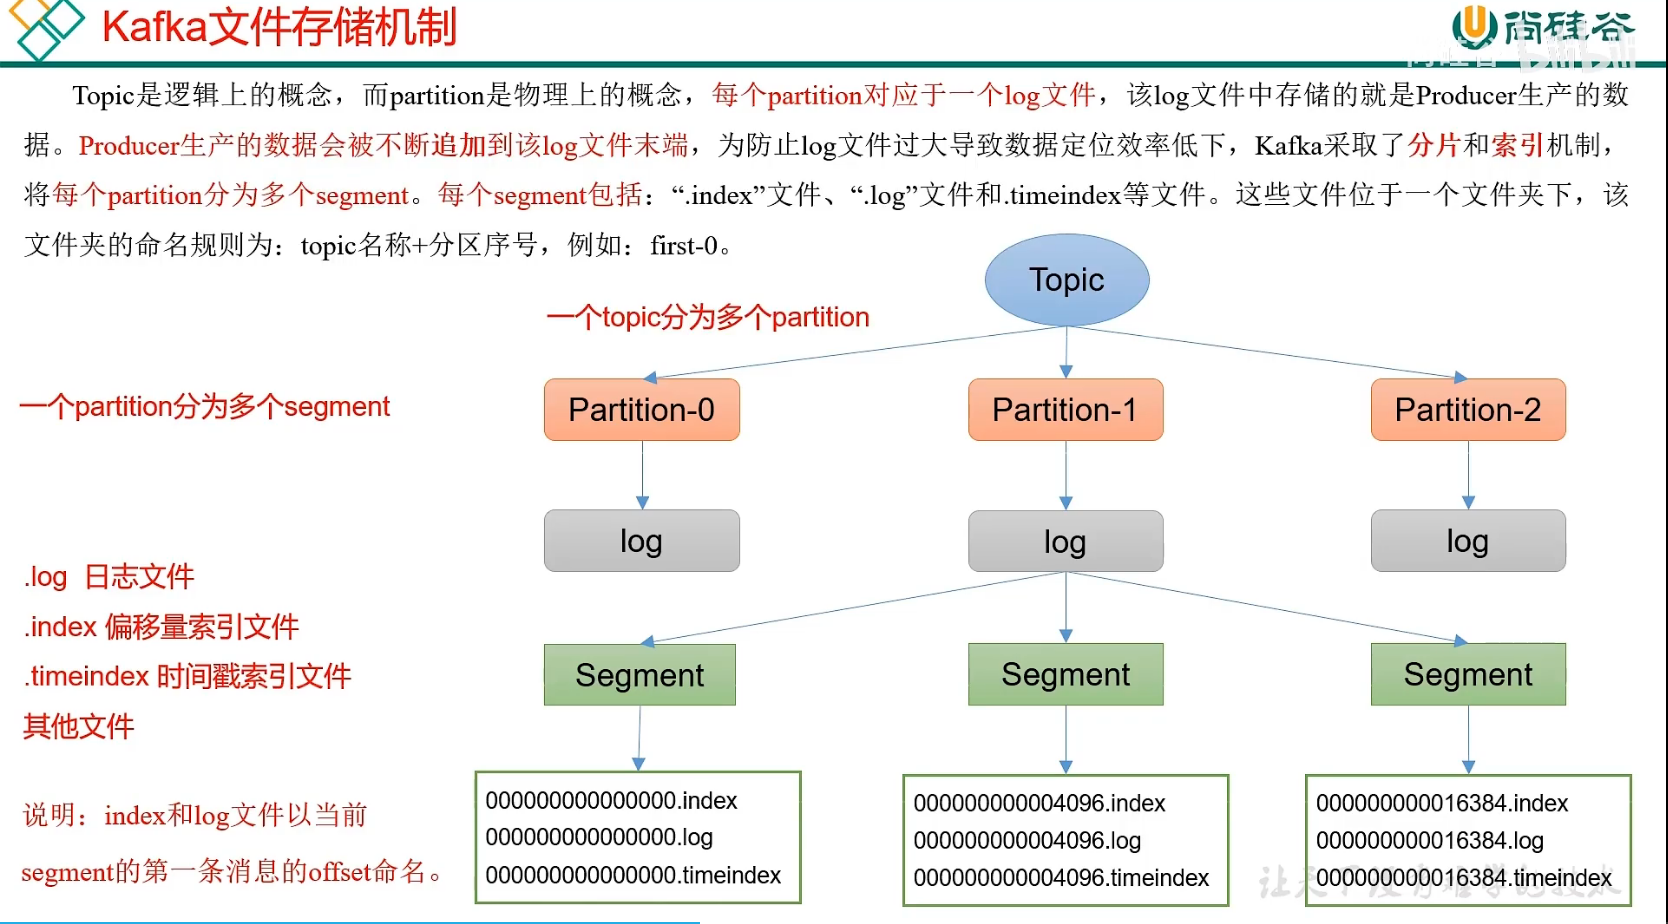 Kafka文件存储机制
尚硅谷
Topic是逻辑上的概念，而partition是物理上的概念，每个partition对应于一个log文件，该log文件中存储的就是Producer生产的数
据。Producer生产的数据会被不断追加到该log文件末端，为防止log文件过大导致数据定位效率低下，Kafka采取了分片和索引机制，
将每个partition分为多个segment。每个segment包括：“.index”文件、“.log”文件和.timeindex等文件。这些文件位于一个文件夹下，该
文件夹的命名规则为：topic名称+分区序号，例如：first-0。
Topic
一个topic分为多个partition
一个partition分为多个segment
Partition-0
Partition-1
Partition-2
log
log
log
.log 日志文件
.index 偏移量索引文件
.timeindex 时间戳索引文件
其他文件
Segment
Segment
Segment
说明：index和log文件以当前
segment的第一条消息的offset命名。
000000000000000.index
000000000000000.log
000000000000000.timeindex
000000000004096.index
000000000004096.log
000000000004096.timeindex
000000000016384.index
000000000016384.log
000000000016384.timeindex
让天下没有难学的技术